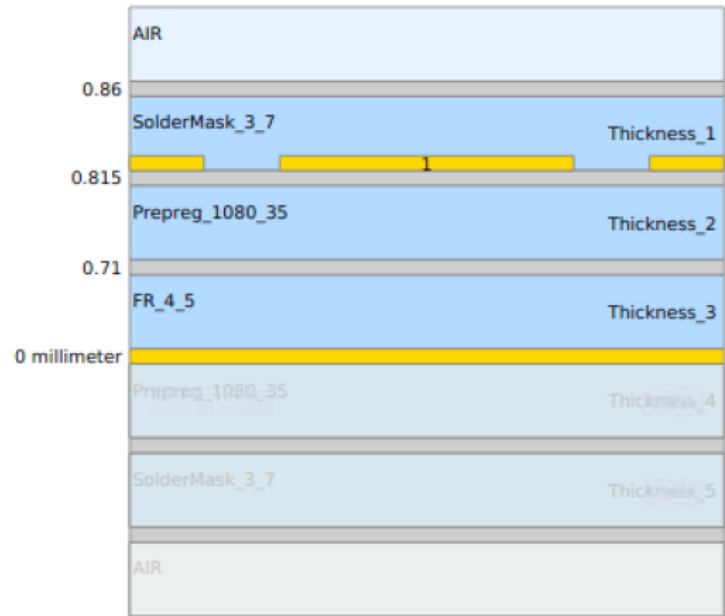 AIR
0.86
SolderMask_3_7
Thickness_1
1
0.815
Prepreg_1080_35
Thickness_2
0.71
FR_4_5
Thickness_3
0 millimeter
Prepreg_1080_35
Thickness_4
SolderMask_3_7
Thickness_5
AIR